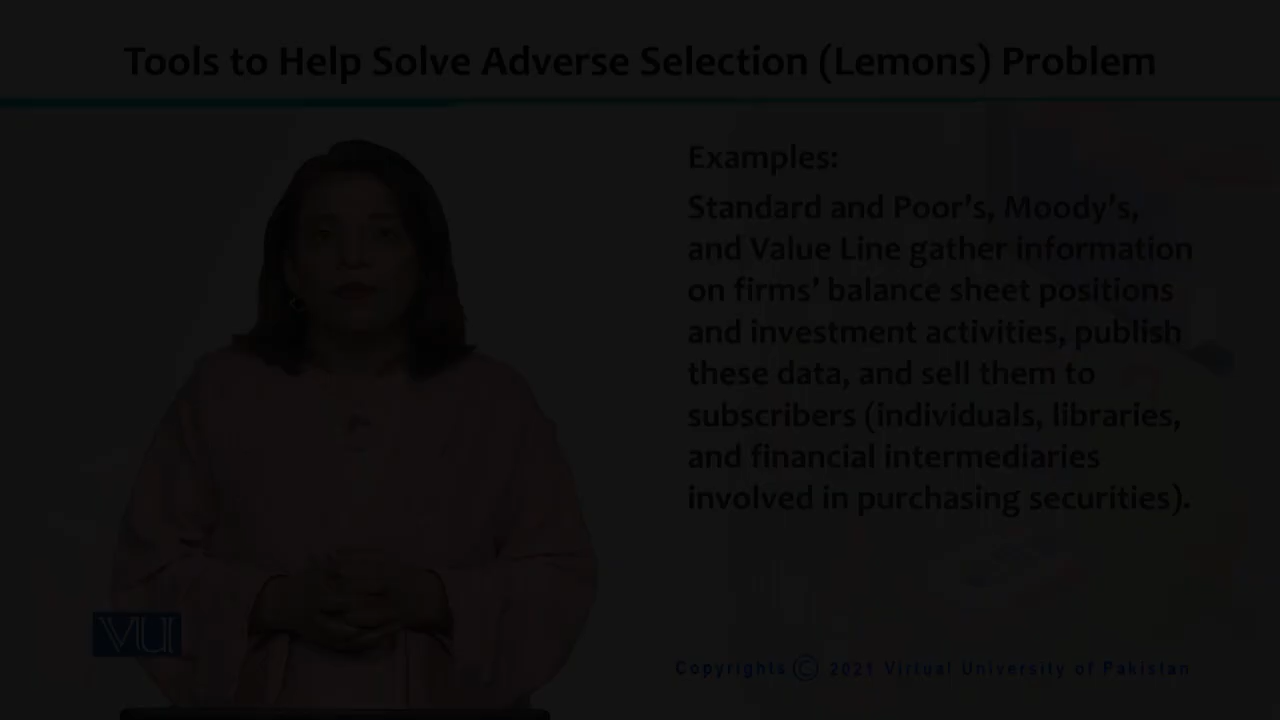 Tools to Help Solve Adverse Selection (Lemons) Problem
Examples:
Standard and Poor's, Moody's,
and Value Line gather information
on firms' balance sheet positions
and investment activities, publish
these data, and sell them to
subscribers (individuals, libraries,
and financial intermediaries
involved in purchasing securities).
VU
Copyrights © 2021 Virtual University of Pakistan